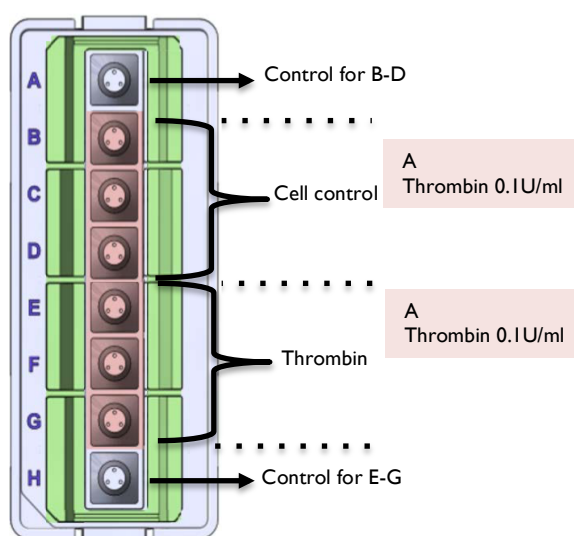 A
Control for B-D
B
C
Cell control
D
A
Thrombin 0.1U/ml
E
F
Thrombin
G
A
Thrombin 0.1U/ml
H
Control for E-G